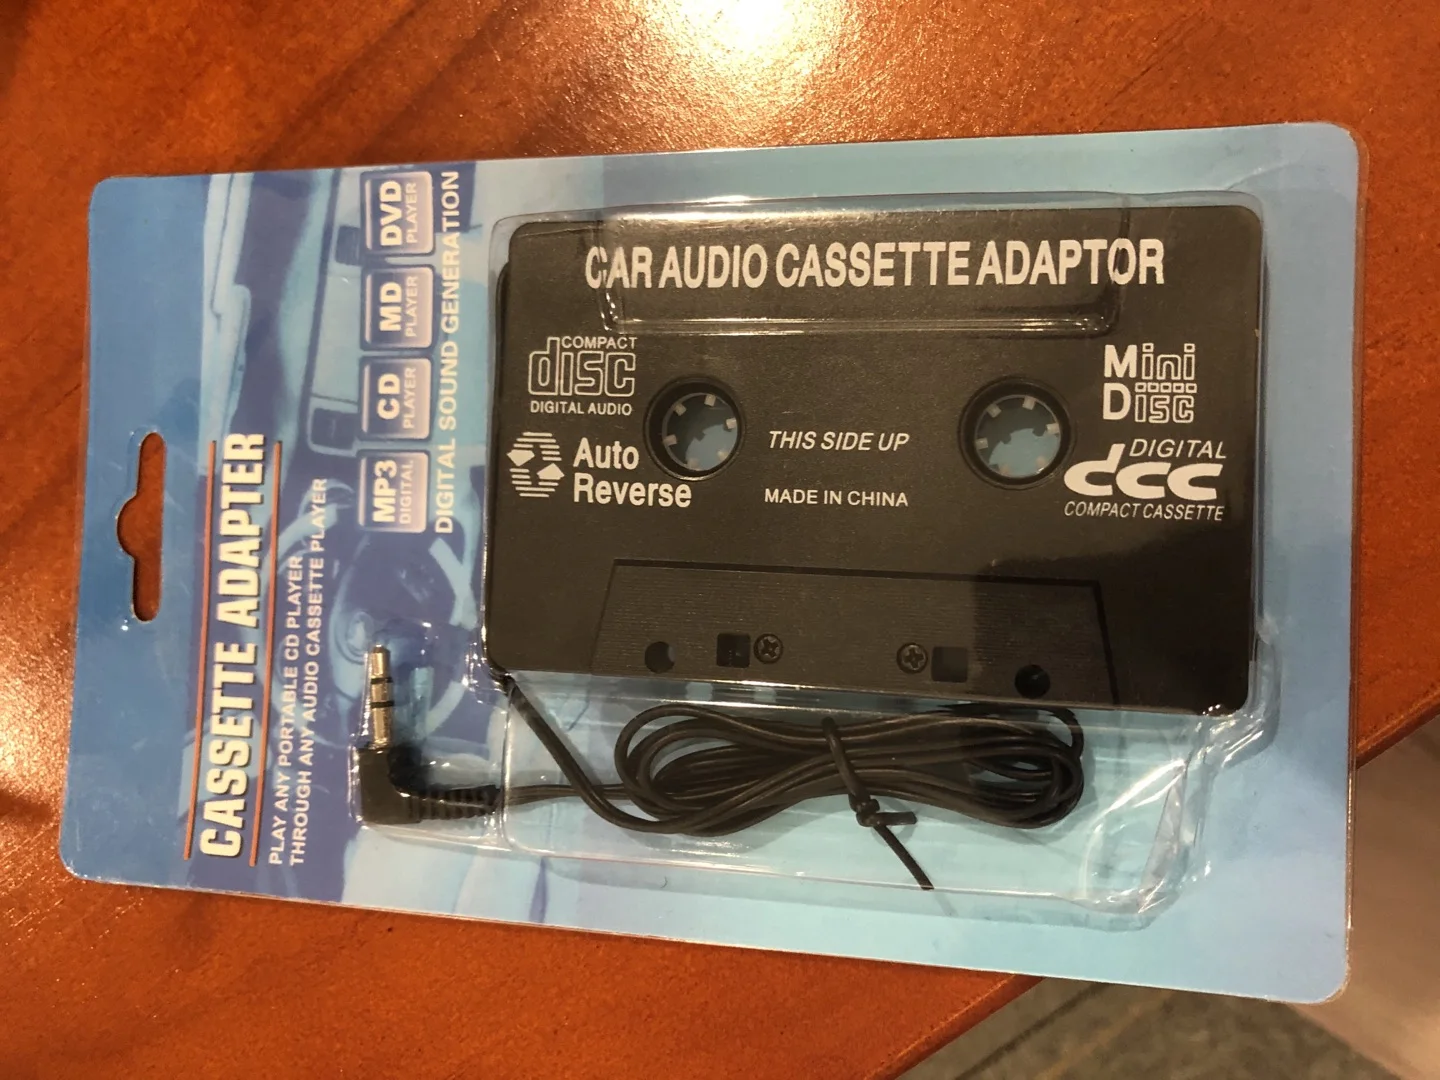 CASSETTE ADAPTER
PLAY ANY PORTABLE CD PLAYER
THROUGH ANY AUDIO CASSETTE PLAYER
MP3
DIGITAL
CD
PLAYER
MD
PLAYER
DVD
PLAYER
DIGITAL SOUND GENERATION
CAR AUDIO CASSETTE ADAPTOR
COMPACT
disc
DIGITAL AUDIO
Auto
Reverse
THIS SIDE UP
MADE IN CHINA
Mini
Disc
DIGITAL
dcc
COMPACT CASSETTE